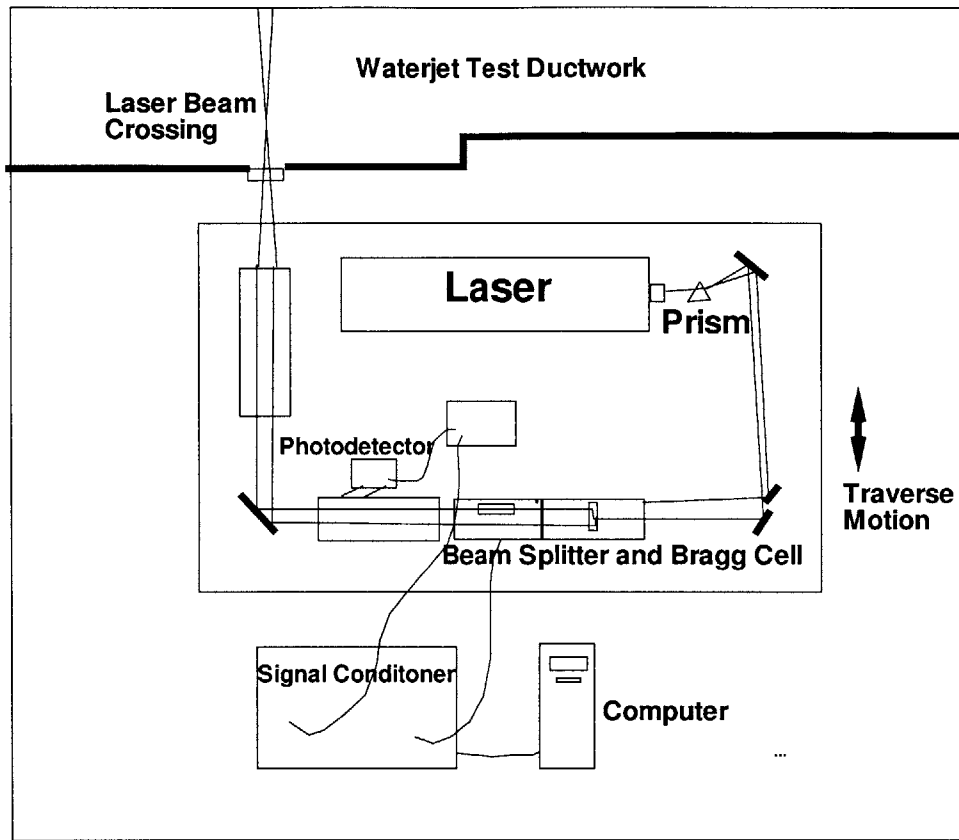 Waterjet Test Ductwork
Laser Beam
Crossing
Laser
Prism
Photodetector
Traverse
Motion
Beam Splitter and Bragg Cell
Signal Conditoner
Computer
...